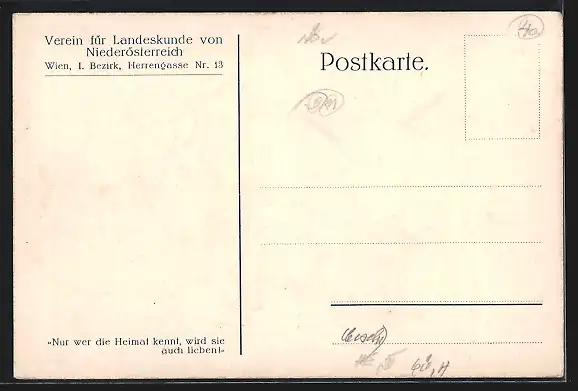 Verein für Landeskunde von
Niederösterreich
Wien, I. Bezirk, Herrengasse Nr. 13
Postkarte.
»Nur wer die Heimat kennt, wird sie
auch lieben!«